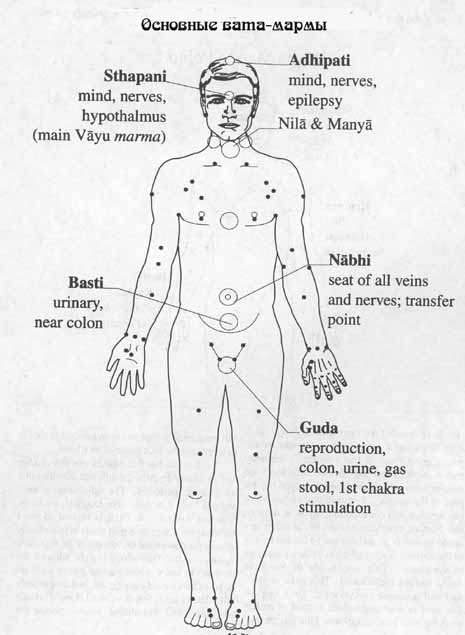 Основные вата-мармы
Adhipati
mind, nerves,
epilepsy
Sthapani
mind, nerves,
hypothalmus
(main Vāyu marma)
Nilā & Manyā
Nābhi
seat of all veins
and nerves; transfer
point
Basti
urinary,
near colon
Guda
reproduction,
colon, urine, gas
stool, 1st chakra
stimulation